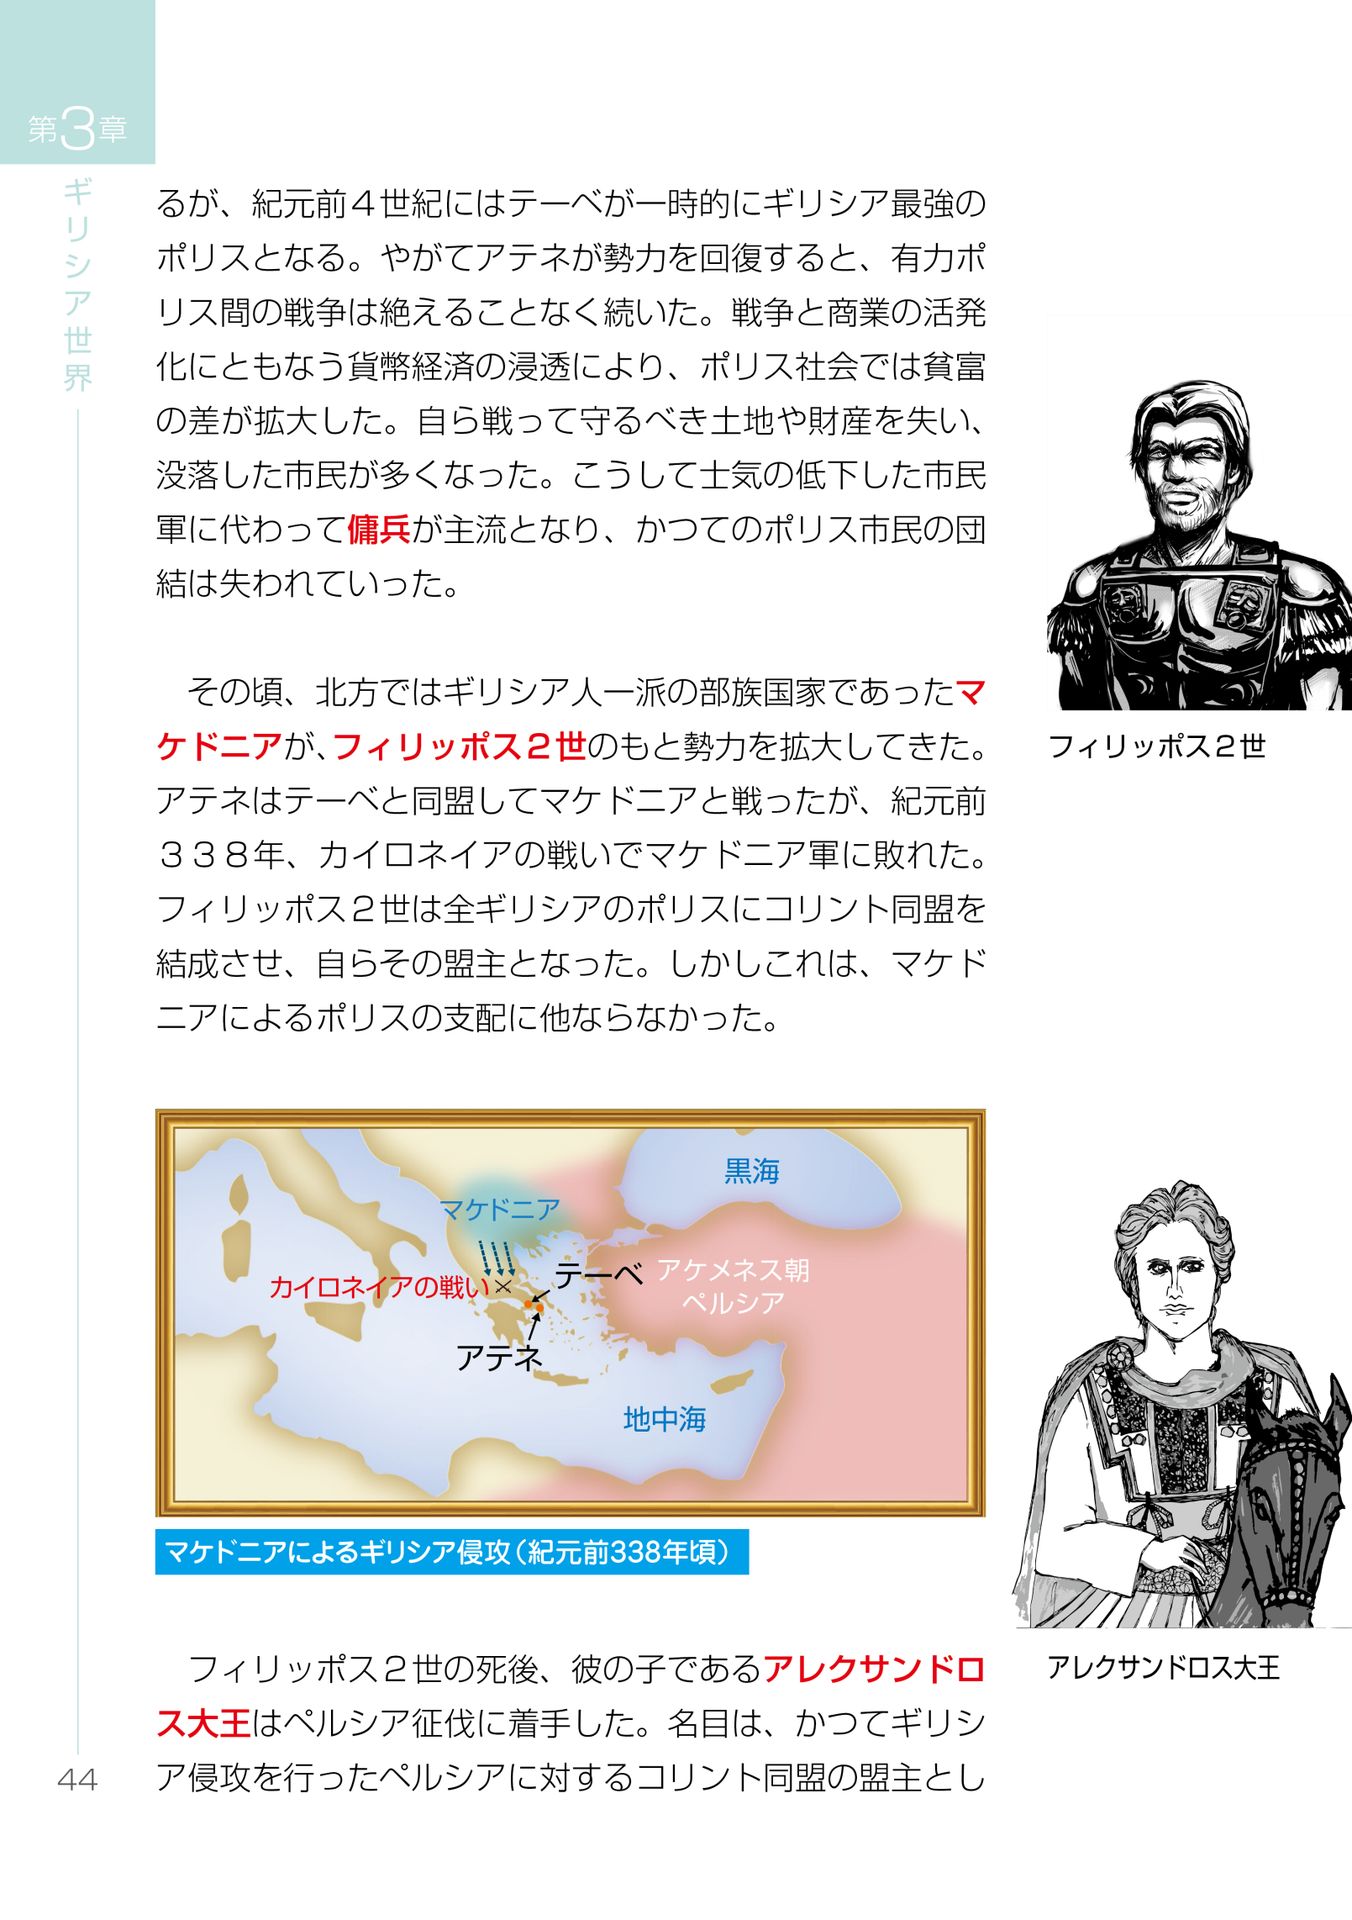 第3章
ギリシア世界
るが、紀元前４世紀にはテーベが一時的にギリシア最強の
ポリスとなる。やがてアテネが勢力を回復すると、有力ポ
リス間の戦争は絶えることなく続いた。戦争と商業の活発
化にともなう貨幣経済の浸透により、ポリス社会では貧富
の差が拡大した。自ら戦って守るべき土地や財産を失い、
没落した市民が多くなった。こうして士気の低下した市民
軍に代わって傭兵が主流となり、かつてのポリス市民の団
結は失われていった。
その頃、北方ではギリシア人一派の部族国家であったマ
ケドニアが、フィリッポス２世のもと勢力を拡大してきた。
アテネはテーベと同盟してマケドニアと戦ったが、紀元前
３３８年、カイロネイアの戦いでマケドニア軍に敗れた。
フィリッポス２世は全ギリシアのポリスにコリント同盟を
結成させ、自らその盟主となった。しかしこれは、マケド
ニアによるポリスの支配に他ならなかった。
フィリッポス２世
黒海
マケドニア
テーベ
アケメネス朝
ペルシア
カイロネイアの戦い
アテネ
地中海
マケドニアによるギリシア侵攻（紀元前338年頃）
フィリッポス２世の死後、彼の子であるアレクサンドロ
ス大王はペルシア征伐に着手した。名目は、かつてギリシ
ア侵攻を行ったペルシアに対するコリント同盟の盟主とし
アレクサンドロス大王
44